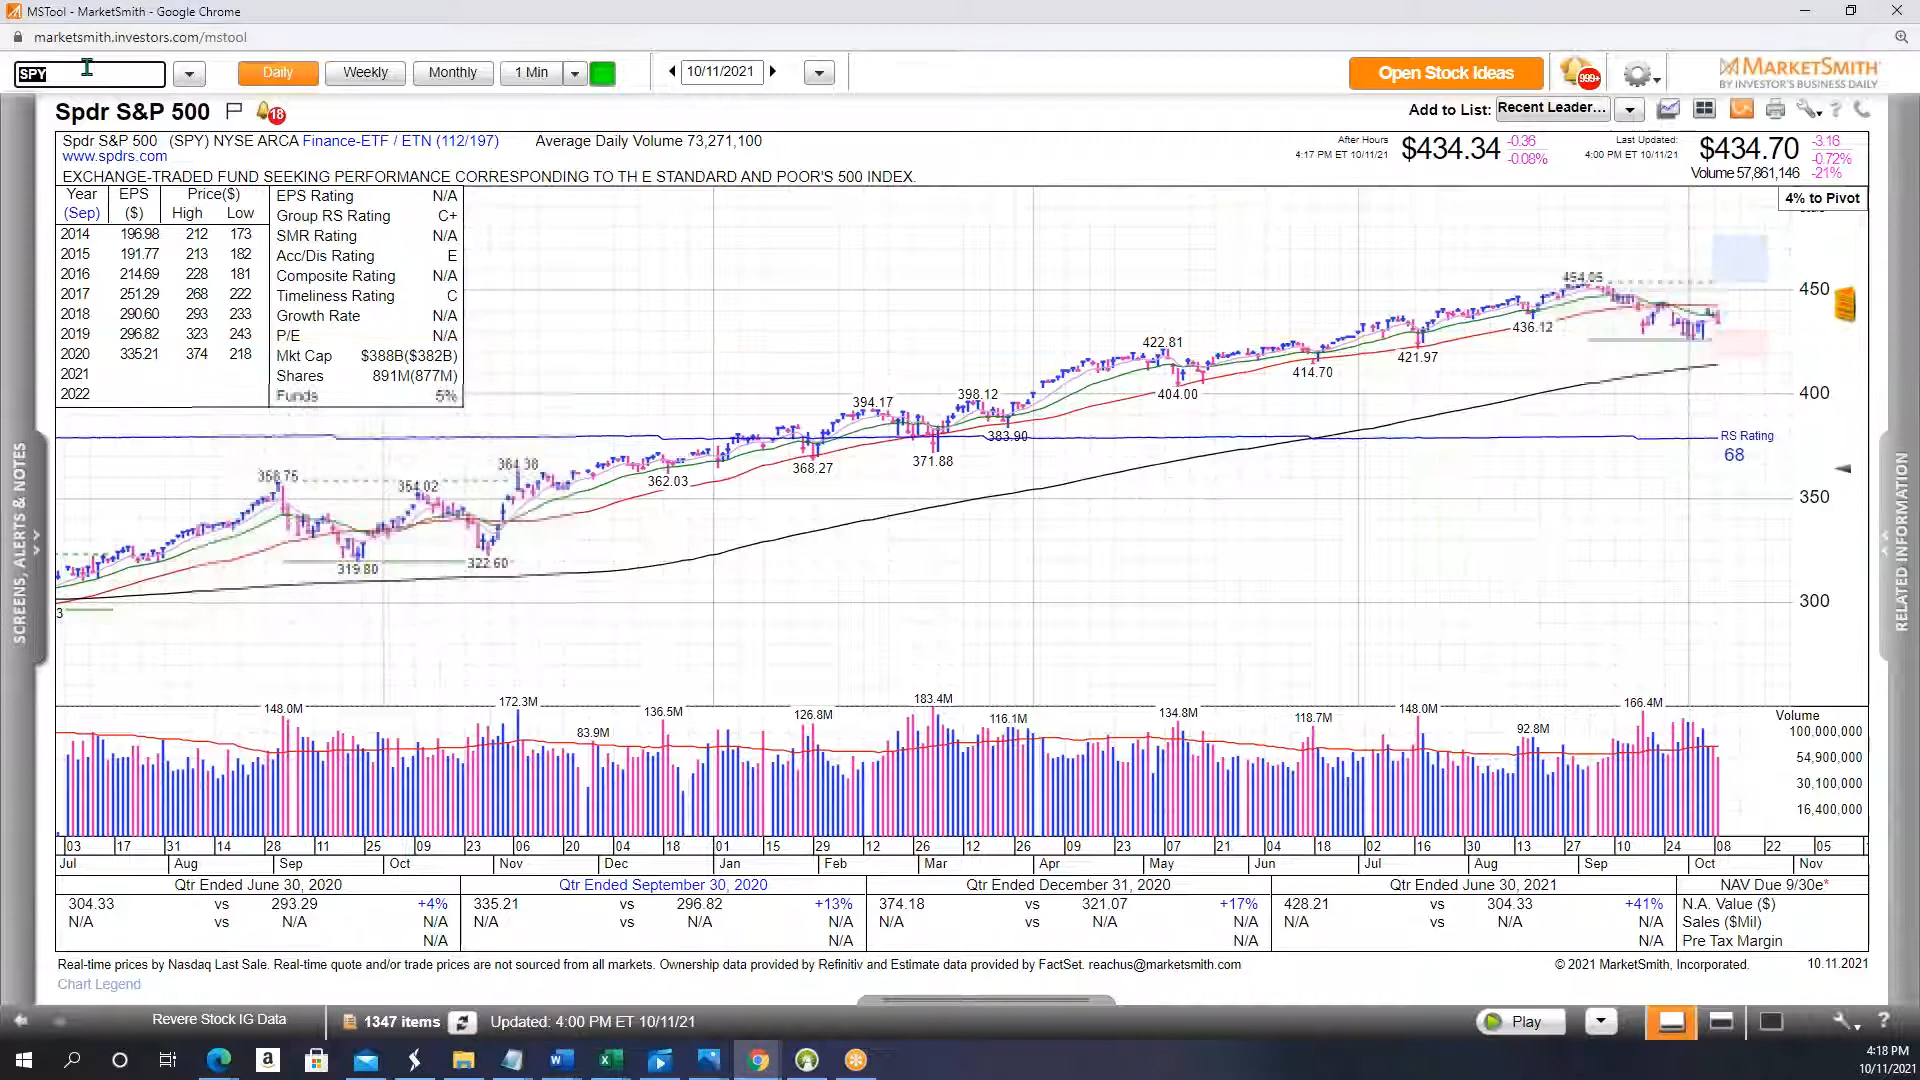 MSTool - MarketSmith - Google Chrome
marketsmith.investors.com/mstool
SPY Daily Weekly Monthly 1 Min 10/11/2021 Open Stock Ideas 999+ MARKETSMITH
BY INVESTOR'S BUSINESS DAILY
Spdr S&P 500 18 Add to List: Recent Leader... ?
Spdr S&P 500 (SPY) NYSE ARCA Finance-ETF / ETN (112/197) Average Daily Volume 73,271,100
www.spdrs.com
EXCHANGE-TRADED FUND SEEKING PERFORMANCE CORRESPONDING TO TH E STANDARD AND POOR'S 500 INDEX.
After Hours
4:17 PM ET 10/11/21
$434.34 -0.36
-0.08%
Last Updated:
4:00 PM ET 10/11/21
$434.70 -3.16
-0.72%
Volume 57,861,146 -21%
4% to Pivot
Year EPS Price($)
(Sep) ($) High Low
2014 196.98 212 173
2015 191.77 213 182
2016 214.69 228 181
2017 251.29 268 222
2018 290.60 293 233
2019 296.82 323 243
2020 335.21 374 218
2021
2022
EPS Rating N/A
Group RS Rating C+
SMR Rating N/A
Acc/Dis Rating E
Composite Rating N/A
Timeliness Rating C
Growth Rate N/A
P/E N/A
Mkt Cap $388B($382B)
Shares 891M(877M)
Funds 5%
454.05
450
436.12
422.81
421.97
414.70
398.12
394.17
404.00
400
383.90
RS Rating
68
371.88
368.27
364.38
362.03
358.75
354.02
350
322.60
319.80
300
3
SCREENS, ALERTS & NOTES
RELATED INFORMATION
148.0M 172.3M 83.9M 136.5M 126.8M 183.4M 116.1M 134.8M 118.7M 148.0M 92.8M 166.4M
Volume
100,000,000
54,900,000
30,100,000
16,400,000
03 17 31 14 28 11 25 09 23 06 20 04 18 01 15 29 12 26 12 26 09 23 07 21 04 18 02 16 30 13 27 10 24 08 22 05
Jul Aug Sep Oct Nov Dec Jan Feb Mar Apr May Jun Jul Aug Sep Oct Nov
Qtr Ended June 30, 2020 Qtr Ended September 30, 2020 Qtr Ended December 31, 2020 Qtr Ended June 30, 2021 NAV Due 9/30e*
304.33 vs 293.29 +4% 335.21 vs 296.82 +13% 374.18 vs 321.07 +17% 428.21 vs 304.33 +41% N.A. Value ($)
N/A vs N/A N/A N/A vs N/A N/A N/A vs N/A N/A N/A vs N/A N/A Sales ($Mil)
N/A N/A N/A N/A Pre Tax Margin
Real-time prices by Nasdaq Last Sale. Real-time quote and/or trade prices are not sourced from all markets. Ownership data provided by Refinitiv and Estimate data provided by FactSet. reachus@marketsmith.com © 2021 MarketSmith, Incorporated. 10.11.2021
Chart Legend
Revere Stock IG Data 1347 items Updated: 4:00 PM ET 10/11/21 Play ?
4:18 PM
10/11/2021